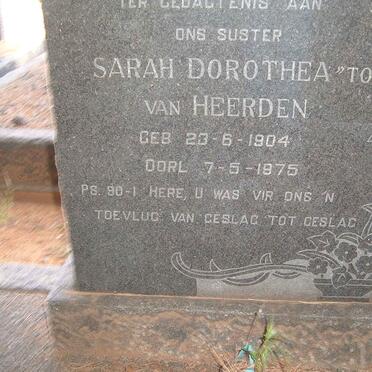 TER GEDAGTENIS AAN
ONS SUSTER
SARAH DOROTHEA "TO
VAN HEERDEN
GEB 23-6-1904
OORL 7-5-1975
PS. 90-1 HERE, U WAS VIR ONS 'N
TOEVLUG VAN GESLAG TOT GESLAG